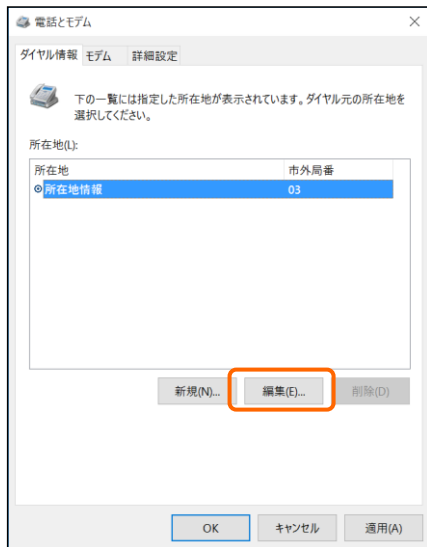 電話とモデム
ダイヤル情報 モデム 詳細設定
下の一覧には指定した所在地が表示されています。ダイヤル元の所在地を
選択してください。
所在地(L):
所在地 市外局番
所在地情報 03
新規(N)... 編集(E)... 削除(D)
OK キャンセル 適用(A)